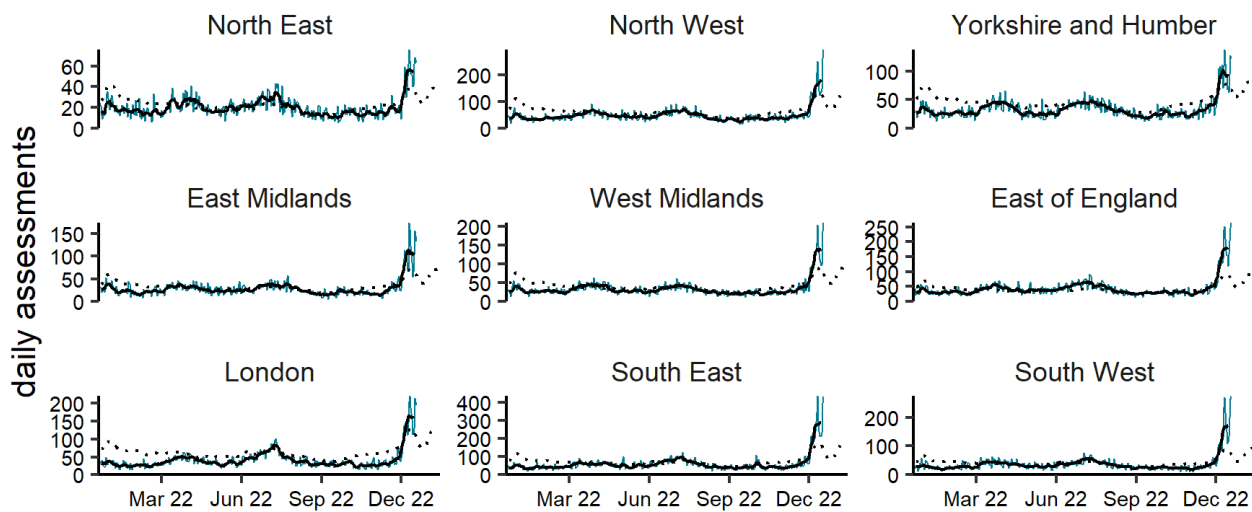 North East
North West
Yorkshire and Humber
60
40
20
0
200
100
0
100
50
0
daily assessments
East Midlands
West Midlands
East of England
150
100
50
0
200
150
100
50
0
250
200
150
100
50
0
London
South East
South West
200
150
100
50
0
400
300
200
100
0
200
100
0
Mar 22 Jun 22 Sep 22 Dec 22
Mar 22 Jun 22 Sep 22 Dec 22
Mar 22 Jun 22 Sep 22 Dec 22